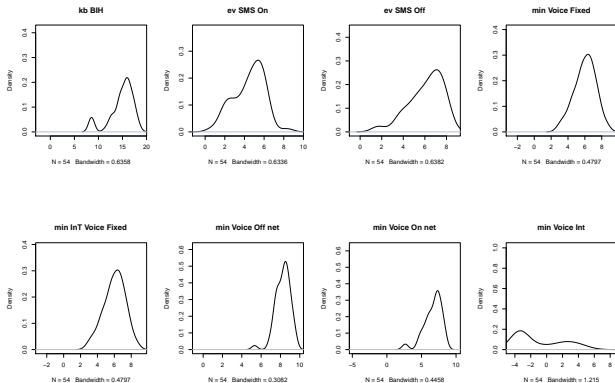 kb BIH
ev SMS On
ev SMS Off
min Voice Fixed
Density
0.0 0.1 0.2 0.3 0.4
0 5 10 15 20
N = 54 Bandwidth = 0.6358
Density
0.0 0.1 0.2 0.3
0 2 4 6 8 10
N = 54 Bandwidth = 0.6336
Density
0.0 0.1 0.2 0.3 0.4
0 2 4 6 8
N = 54 Bandwidth = 0.6382
Density
0.0 0.1 0.2 0.3 0.4
−2 0 2 4 6 8
N = 54 Bandwidth = 0.4797
min InT Voice Fixed
min Voice Off net
min Voice On net
min Voice Int
Density
0.0 0.1 0.2 0.3 0.4
−2 0 2 4 6 8
N = 54 Bandwidth = 0.4797
Density
0.0 0.1 0.2 0.3 0.4 0.5 0.6
0 2 4 6 8 10
N = 54 Bandwidth = 0.3082
Density
0.0 0.1 0.2 0.3 0.4 0.5 0.6
−5 0 5 10
N = 54 Bandwidth = 0.4458
Density
0.0 0.2 0.4 0.6 0.8 1.0
−4 −2 0 2 4 6 8
N = 54 Bandwidth = 1.215